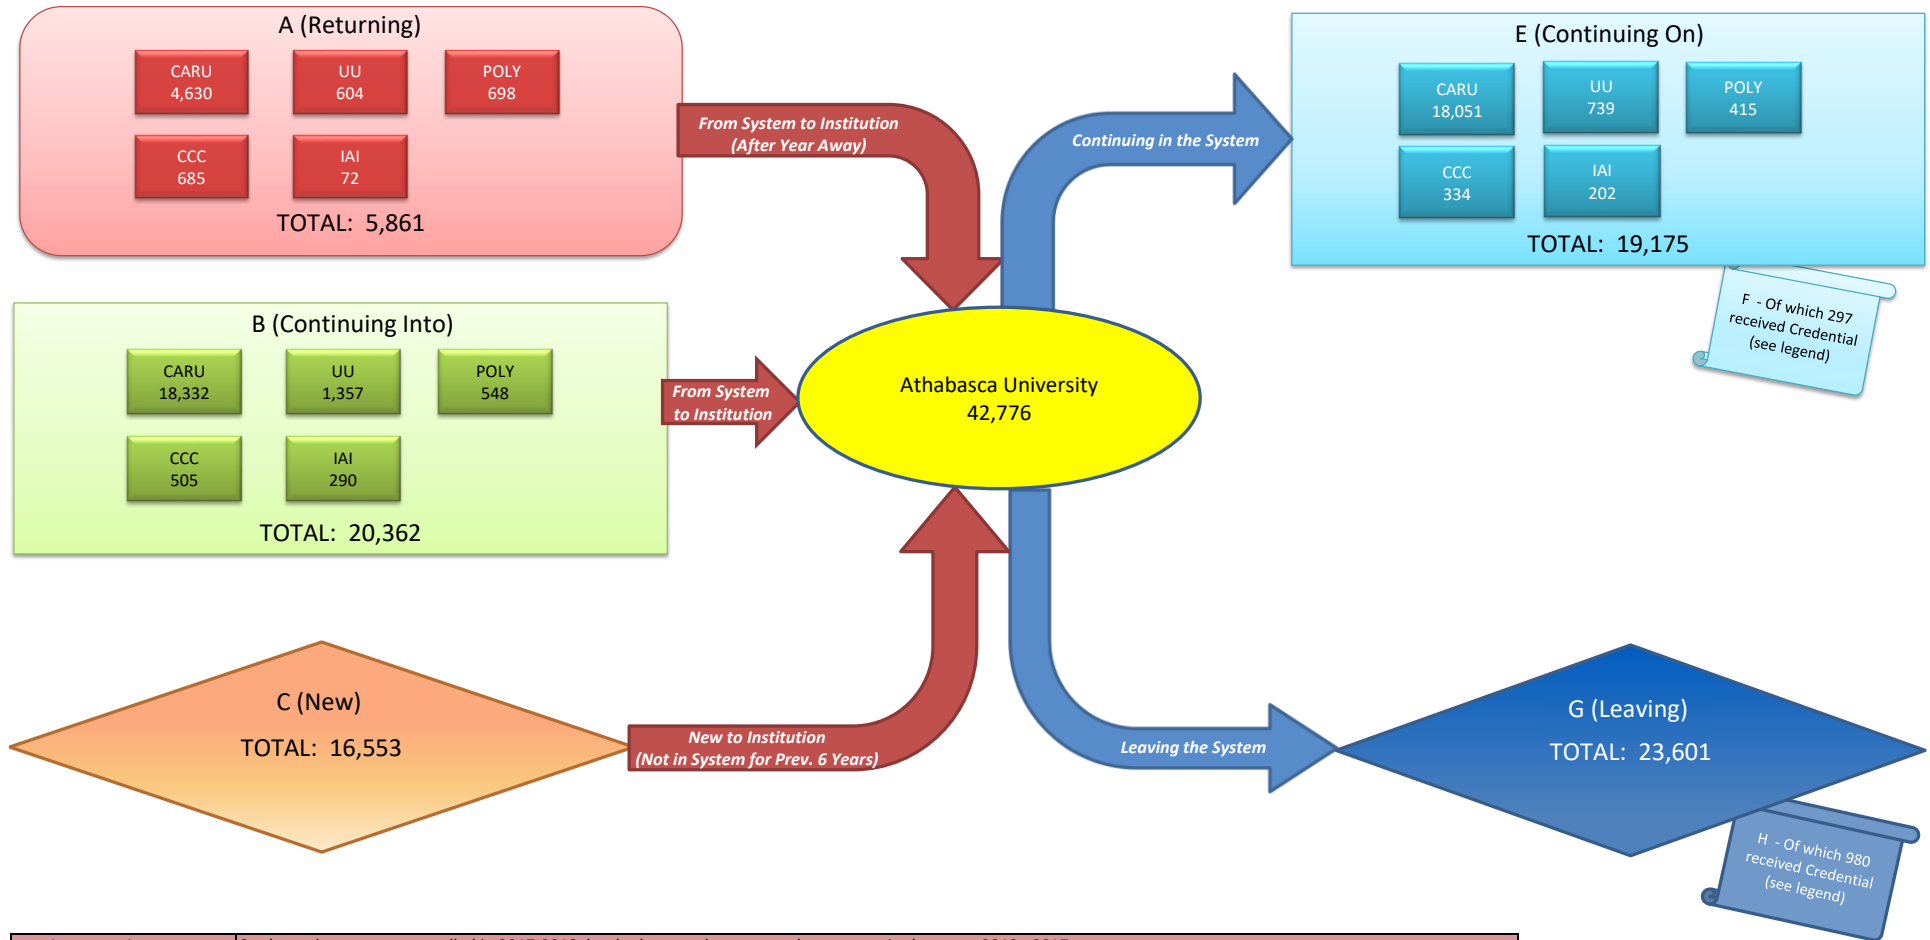 A (Returning)
CARU
4,630
UU
604
POLY
698
CCC
685
IAI
72
TOTAL: 5,861
From System to Institution
(After Year Away)
B (Continuing Into)
CARU
18,332
UU
1,357
POLY
548
CCC
505
IAI
290
TOTAL: 20,362
From System
to Institution
C (New)
TOTAL: 16,553
New to Institution
(Not in System for Prev. 6 Years)
Athabasca University
42,776
Continuing in the System
E (Continuing On)
CARU
18,051
UU
739
POLY
415
CCC
334
IAI
202
TOTAL: 19,175
F - Of which 297
received Credential
(see legend)
Leaving the System
G (Leaving)
TOTAL: 23,601
H - Of which 980
received Credential
(see legend)